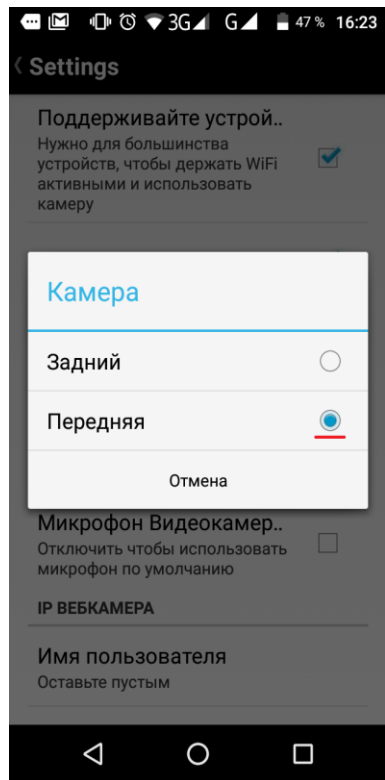 3G G 47 % 16:23
Settings
Поддерживайте устрой..
Нужно для большинства
устройств, чтобы держать WiFi
активными и использовать
камеру
Камера
Задний
Передняя
Отмена
Микрофон Видеокамер..
Отключить чтобы использовать
микрофон по умолчанию
IP ВЕБКАМЕРА
Имя пользователя
Оставьте пустым